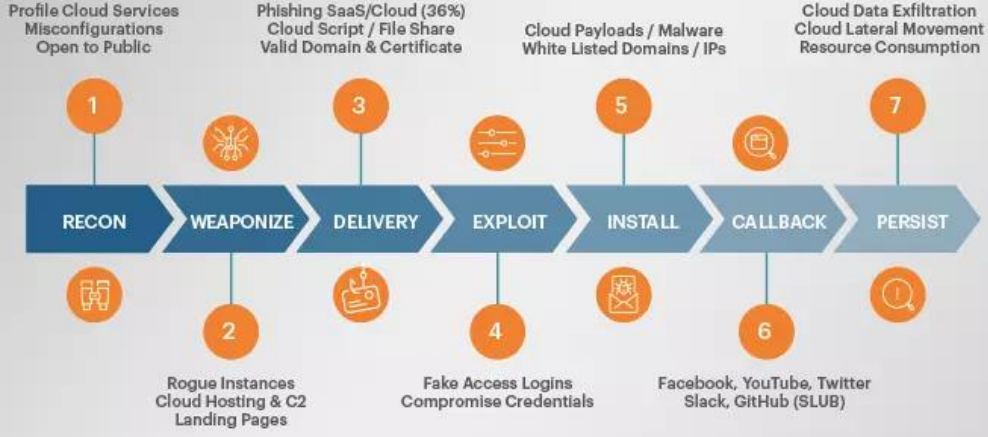 Profile Cloud Services
Misconfigurations
Open to Public
Phishing SaaS/Cloud (36%)
Cloud Script / File Share
Valid Domain & Certificate
Cloud Payloads / Malware
White Listed Domains / IPs
Cloud Data Exfiltration
Cloud Lateral Movement
Resource Consumption
1
3
5
7
RECON
WEAPONIZE
DELIVERY
EXPLOIT
INSTALL
CALLBACK
PERSIST
2
4
6
Rogue Instances
Cloud Hosting & C2
Landing Pages
Fake Access Logins
Compromise Credentials
Facebook, YouTube, Twitter
Slack, GitHub (SLUB)